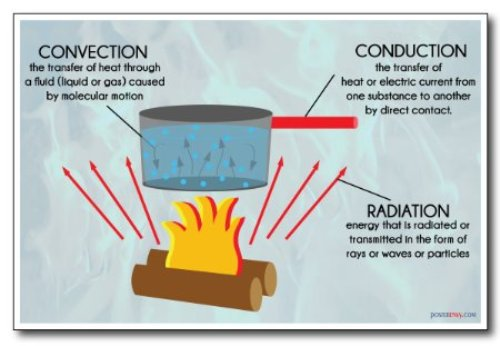 CONVECTION
the transfer of heat through
a fluid (liquid or gas) caused
by molecular motion
CONDUCTION
the transfer of
heat or electric current from
one substance to another
by direct contact.
RADIATION
energy that is radiated or
transmitted in the form of
rays or waves or particles
POSTERENVY.COM